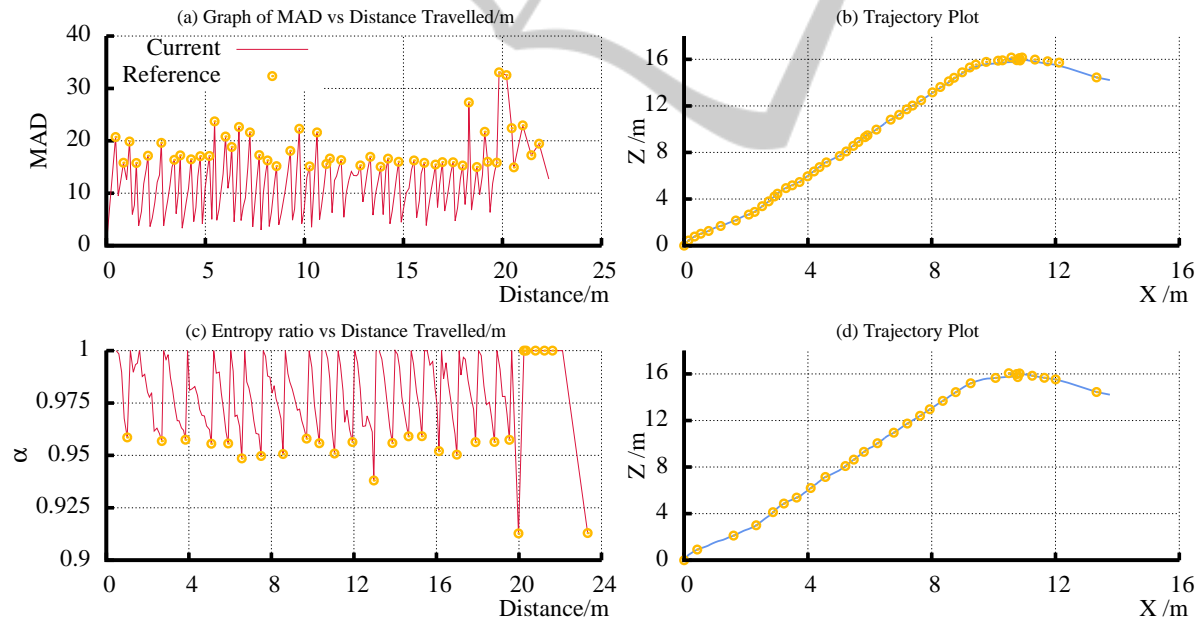 (a) Graph of MAD vs Distance Travelled/m
40
30
20
10
0
MAD
Current
Reference
0 5 10 15 20 25
Distance/m
(b) Trajectory Plot
16
12
8
4
0
Z /m
0 4 8 12 16
X /m
(c) Entropy ratio vs Distance Travelled/m
1
0.975
0.95
0.925
0.9
α
0 4 8 12 16 20 24
Distance/m
(d) Trajectory Plot
16
12
8
4
0
Z /m
0 4 8 12 16
X /m